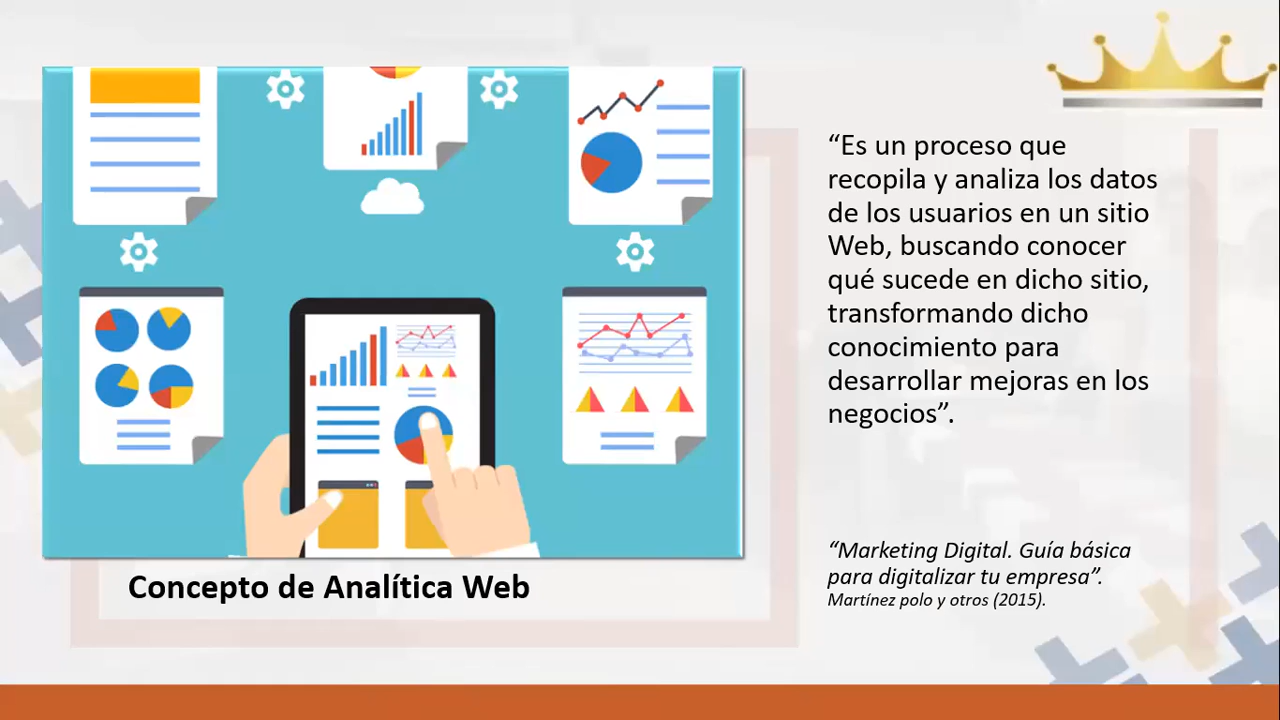 “Es un proceso que
recopila y analiza los datos
de los usuarios en un sitio
Web, buscando conocer
qué sucede en dicho sitio,
transformando dicho
conocimiento para
desarrollar mejoras en los
negocios”.
“Marketing Digital. Guía básica
para digitalizar tu empresa”.
Martínez polo y otros (2015).
Concepto de Analítica Web